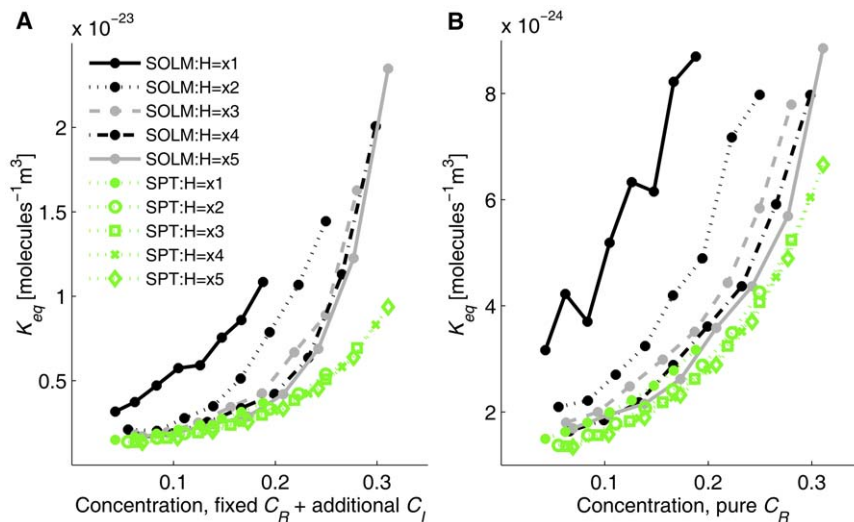 A
x 10⁻²³
SOLM:H=x1
SOLM:H=x2
SOLM:H=x3
SOLM:H=x4
SOLM:H=x5
SPT:H=x1
SPT:H=x2
SPT:H=x3
SPT:H=x4
SPT:H=x5
2
1.5
1
0.5
K_eq [molecules⁻¹m³]
0.1 0.2 0.3
Concentration, fixed C_R + additional C_I
B
x 10⁻²⁴
8
6
4
2
K_eq [molecules⁻¹m³]
0.1 0.2 0.3
Concentration, pure C_R